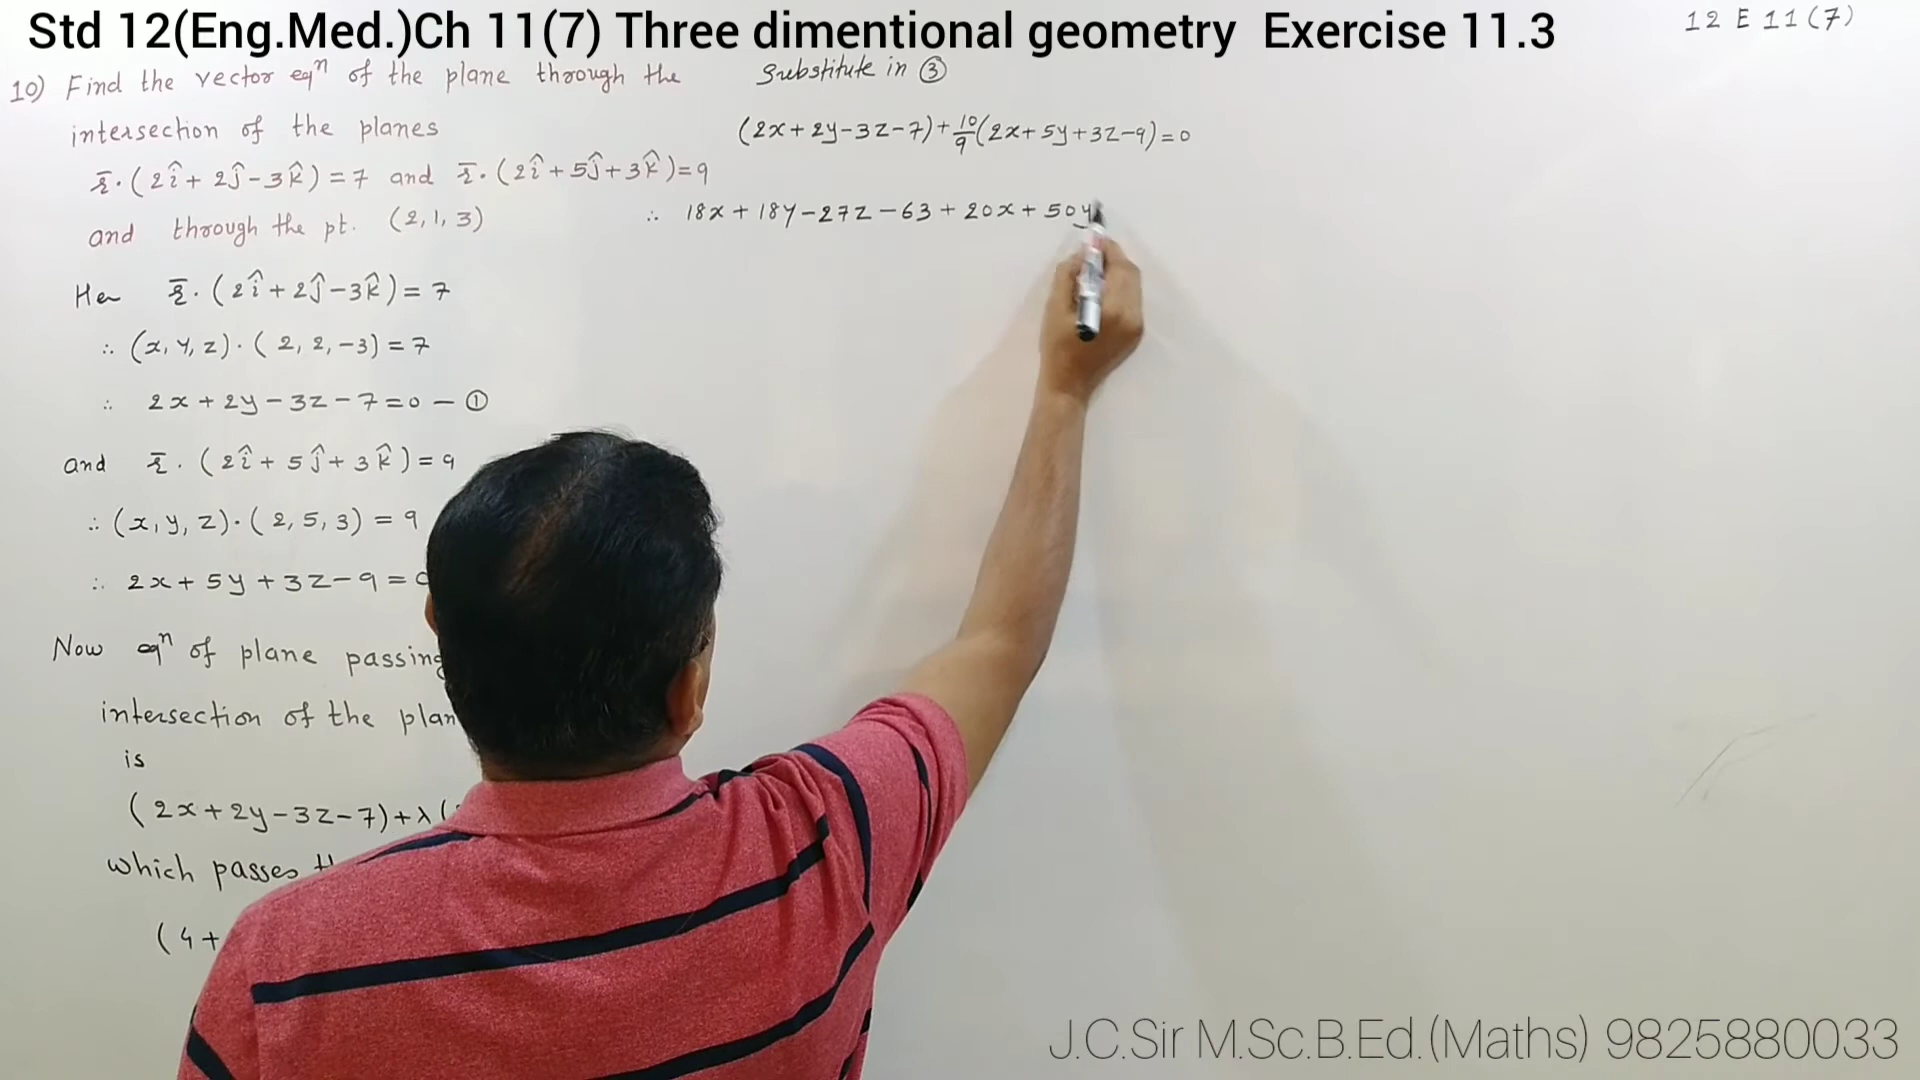 Std 12(Eng.Med.)Ch 11(7) Three dimentional geometry Exercise 11.3
12 E 11(7)
10) Find the vector eqⁿ of the plane through the
intersection of the planes
r̅·(2î+2ĵ-3k̂)=7 and r̅·(2î+5ĵ+3k̂)=9
and through the pt. (2,1,3)
Her r̅·(2î+2ĵ-3k̂)=7
∴ (x,y,z)·(2,2,-3)=7
∴ 2x+2y-3z-7=0 — ①
and r̅·(2î+5ĵ+3k̂)=9
∴ (x,y,z)·(2,5,3)=9
∴ 2x+5y+3z-9=0
Now eqⁿ of plane passing
intersection of the plan
is
(2x+2y-3z-7)+λ(
which passes
(4+
Substitute in ③
(2x+2y-3z-7)+10/9(2x+5y+3z-9)=0
∴ 18x+18y-27z-63+20x+50y
J.C.Sir M.Sc.B.Ed.(Maths) 9825880033